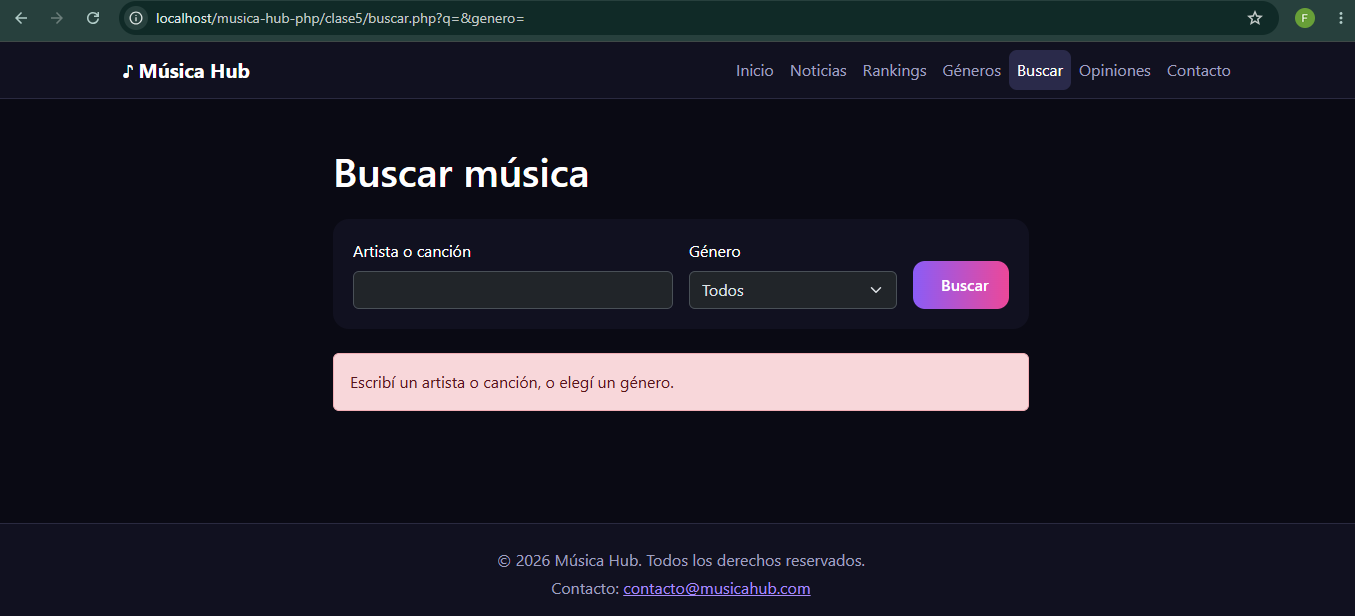 localhost/musica-hub-php/clase5/buscar.php?q=&genero=
F
♪ Música Hub
Inicio Noticias Rankings Géneros Buscar Opiniones Contacto
Buscar música
Artista o canción
Género
Todos
Buscar
Escribí un artista o canción, o elegí un género.
© 2026 Música Hub. Todos los derechos reservados.
Contacto: contacto@musicahub.com